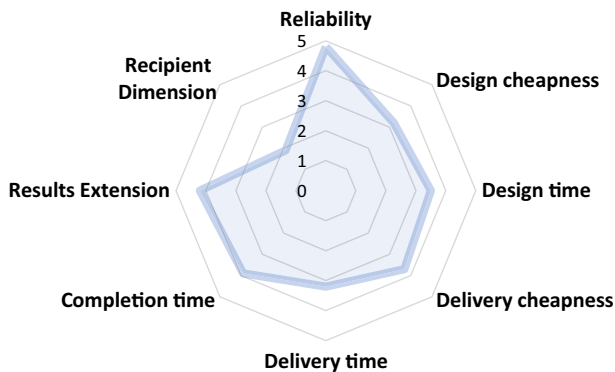 Reliability
5
4
3
2
1
0
Recipient
Dimension
Design cheapness
Results Extension
Design time
Completion time
Delivery cheapness
Delivery time